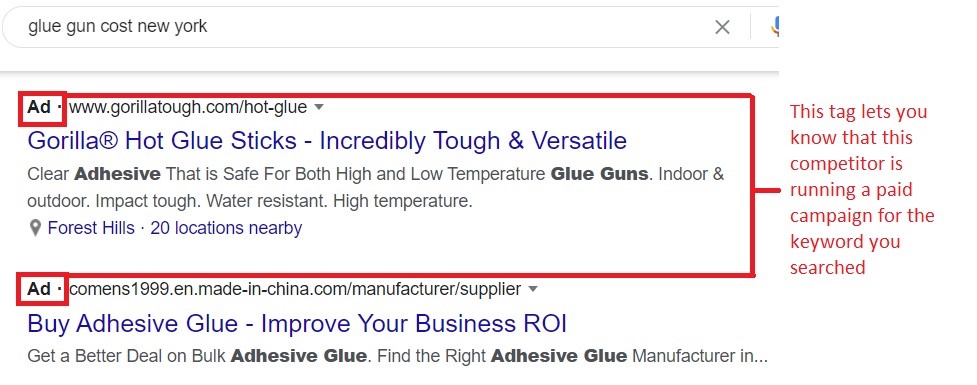 glue gun cost new york
Ad · www.gorillatough.com/hot-glue
Gorilla® Hot Glue Sticks - Incredibly Tough & Versatile
Clear Adhesive That is Safe For Both High and Low Temperature Glue Guns. Indoor &
outdoor. Impact tough. Water resistant. High temperature.
Forest Hills · 20 locations nearby
Ad · comens1999.en.made-in-china.com/manufacturer/supplier
Buy Adhesive Glue - Improve Your Business ROI
Get a Better Deal on Bulk Adhesive Glue. Find the Right Adhesive Glue Manufacturer in...
This tag lets you
know that this
competitor is
running a paid
campaign for the
keyword you
searched